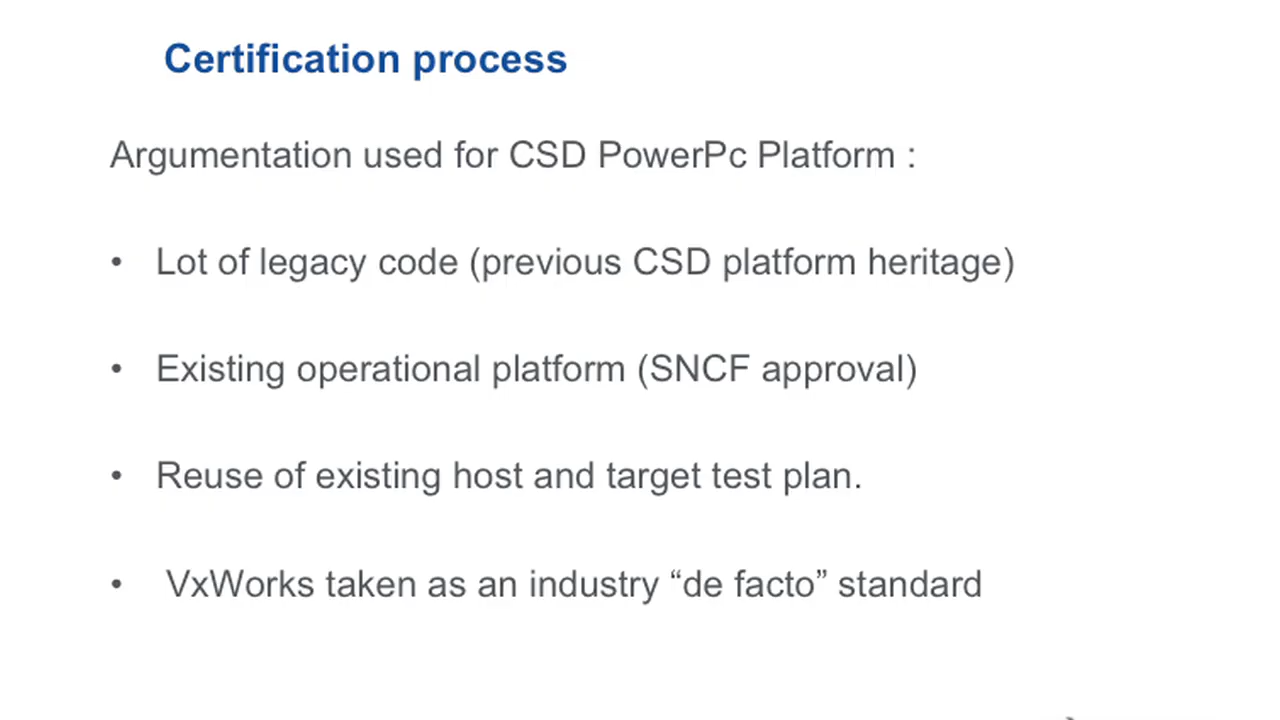 Certification process
Argumentation used for CSD PowerPc Platform :
• Lot of legacy code (previous CSD platform heritage)
• Existing operational platform (SNCF approval)
• Reuse of existing host and target test plan.
• VxWorks taken as an industry “de facto” standard